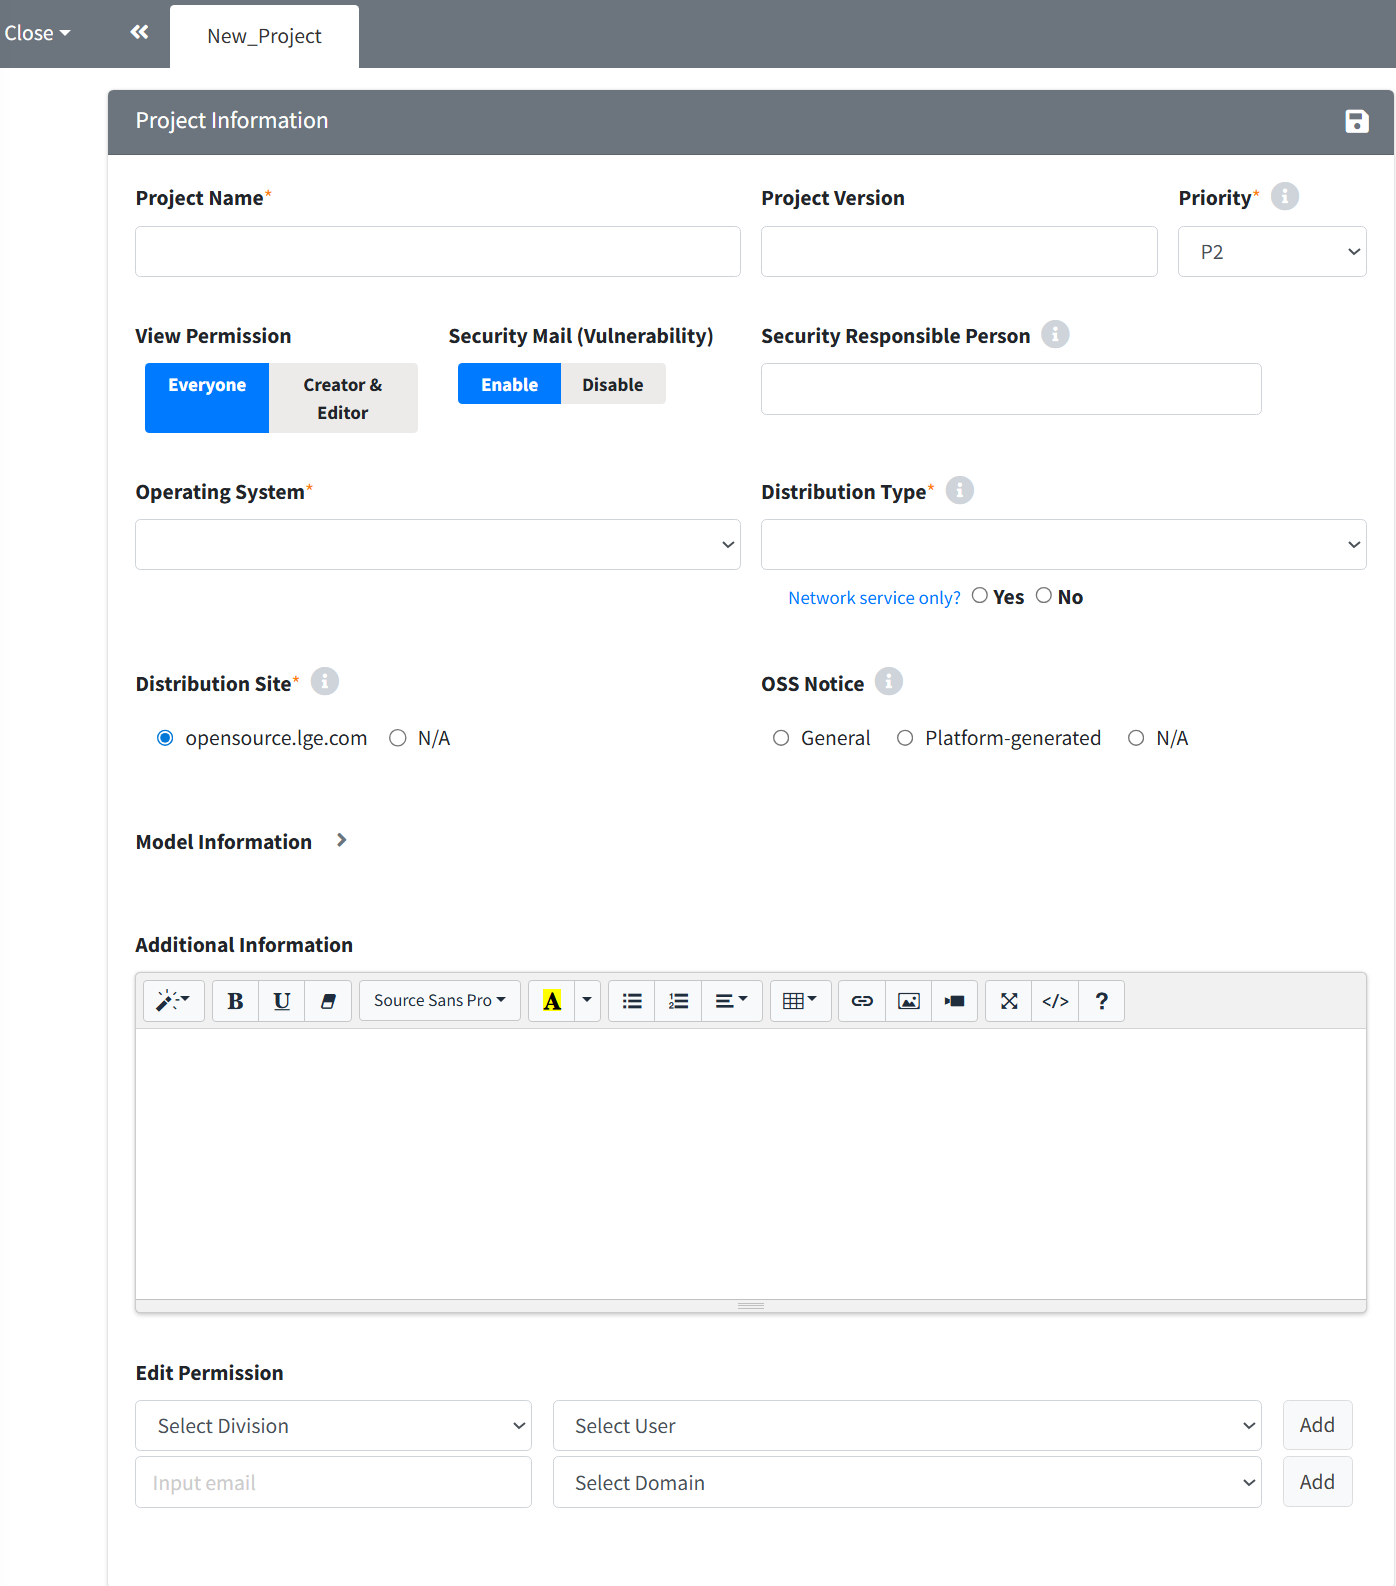 Close
New_Project
Project Information
Project Name*
Project Version
Priority*
P2
View Permission
Security Mail (Vulnerability)
Security Responsible Person
Everyone
Creator &
Editor
Enable
Disable
Operating System*
Distribution Type*
Network service only? Yes No
Distribution Site*
OSS Notice
opensource.lge.com N/A
General Platform-generated N/A
Model Information
Additional Information
B U Source Sans Pro A </> ?
Edit Permission
Select Division Select User Add
Input email Select Domain Add